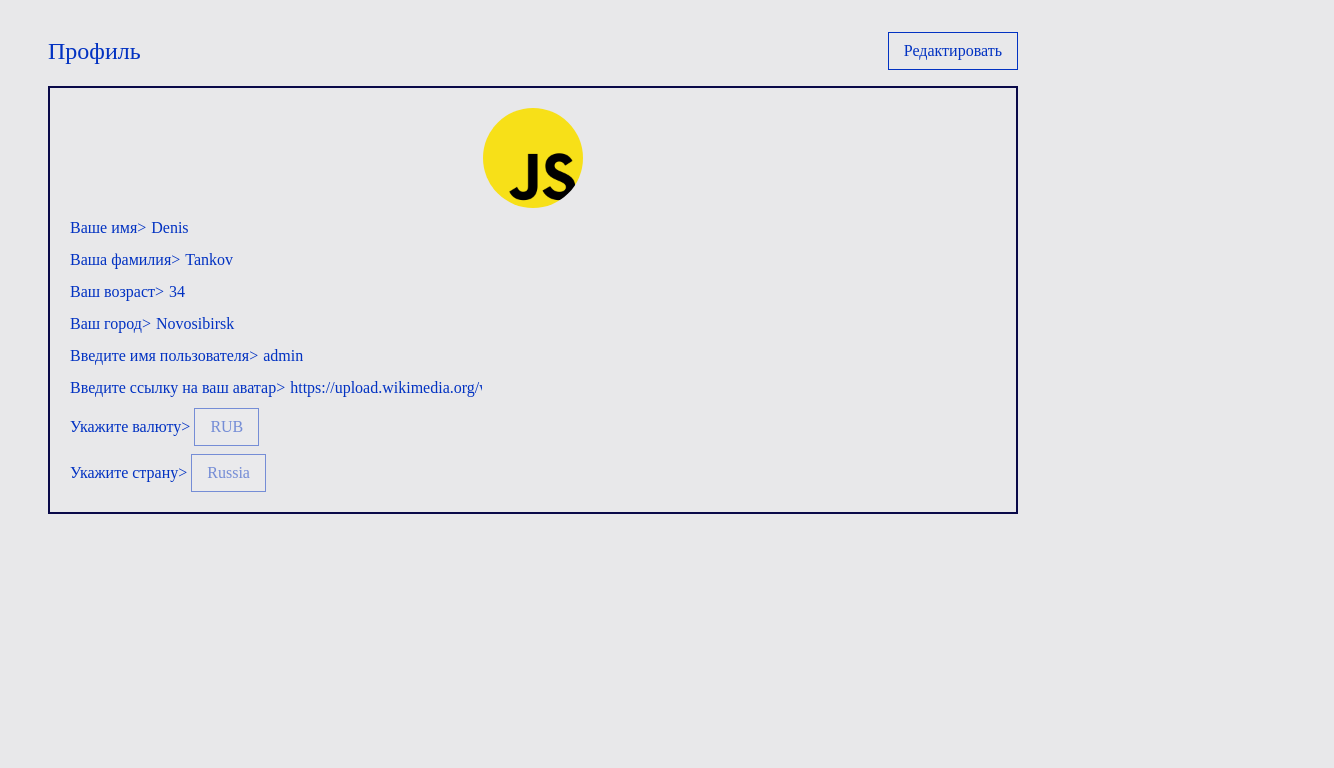 Профиль
Редактировать
JS
Ваше имя> Denis
Ваша фамилия> Tankov
Ваш возраст> 34
Ваш город> Novosibirsk
Введите имя пользователя> admin
Введите ссылку на ваш аватар> https://upload.wikimedia.org/
Укажите валюту> RUB
Укажите страну> Russia